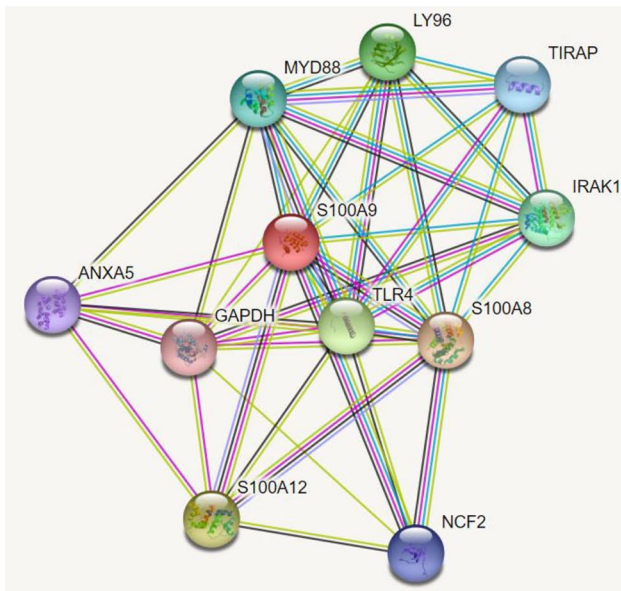 LY96
TIRAP
MYD88
IRAK1
S100A9
ANXA5
GAPDH
TLR4
S100A8
S100A12
NCF2